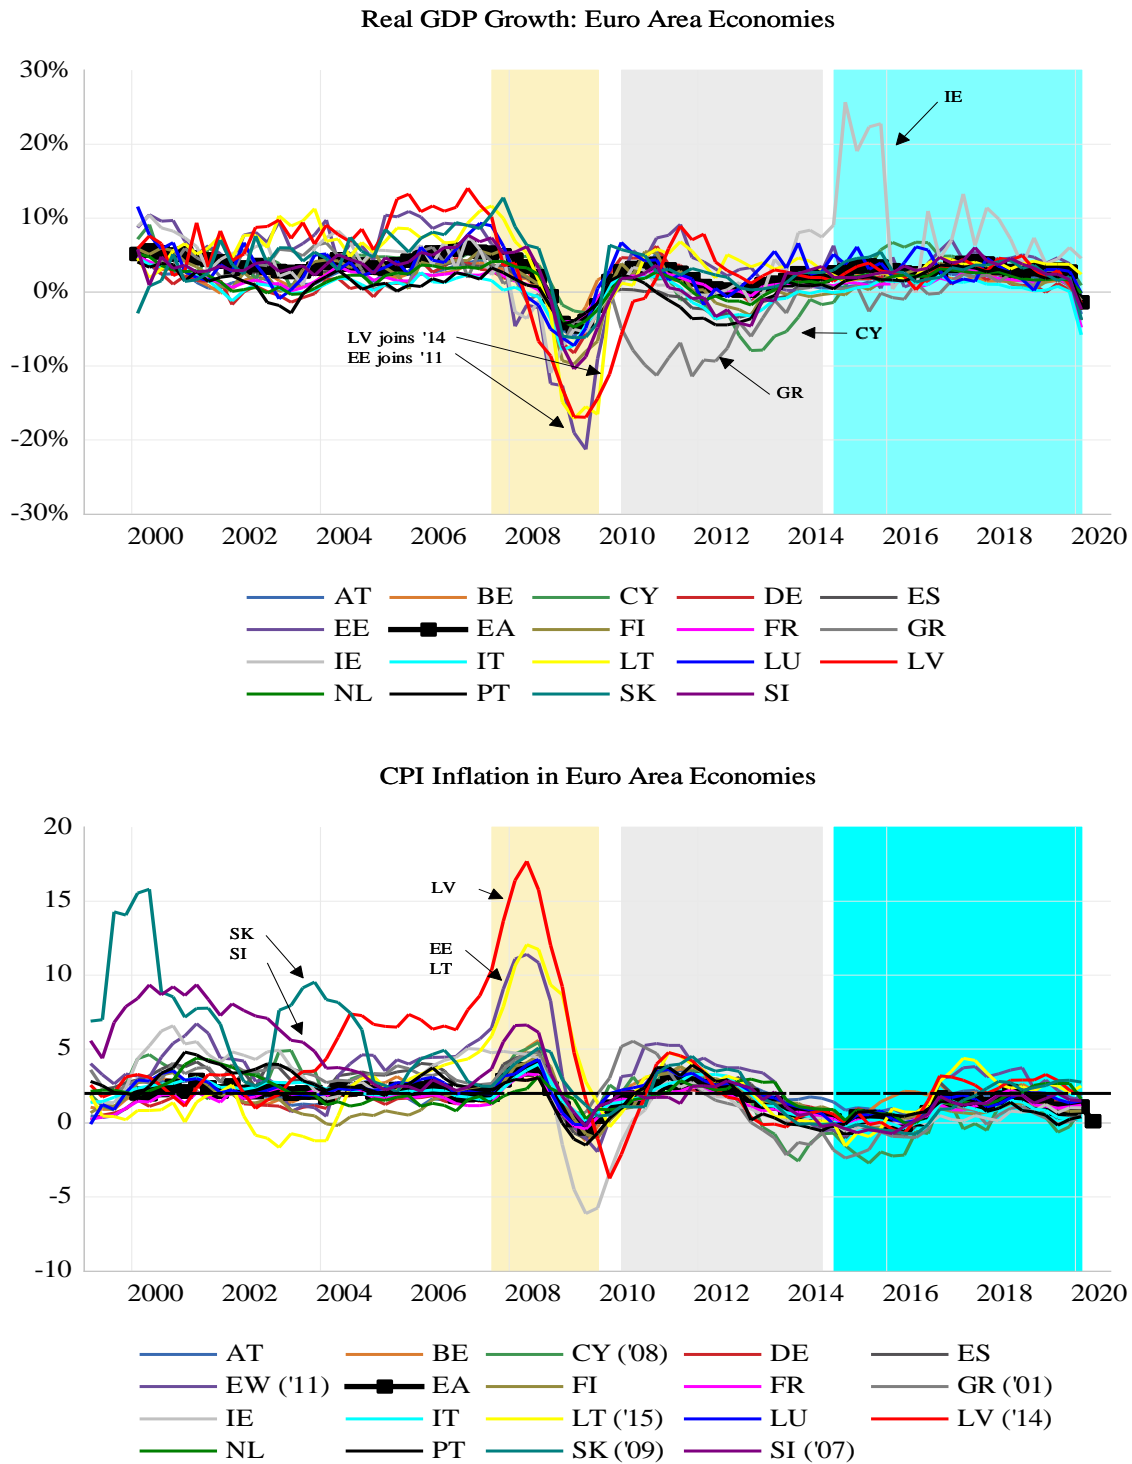 Real GDP Growth: Euro Area Economies
30%
20%
10%
0%
-10%
-20%
-30%
IE
LV joins '14
EE joins '11
CY
GR
2000 2002 2004 2006 2008 2010 2012 2014 2016 2018 2020
AT BE CY DE ES
EE EA FI FR GR
IE IT LT LU LV
NL PT SK SI
CPI Inflation in Euro Area Economies
20
15
10
5
0
-5
-10
LV
SK
SI
EE
LT
2000 2002 2004 2006 2008 2010 2012 2014 2016 2018 2020
AT BE CY ('08) DE ES
EW ('11) EA FI FR GR ('01)
IE IT LT ('15) LU LV ('14)
NL PT SK ('09) SI ('07)